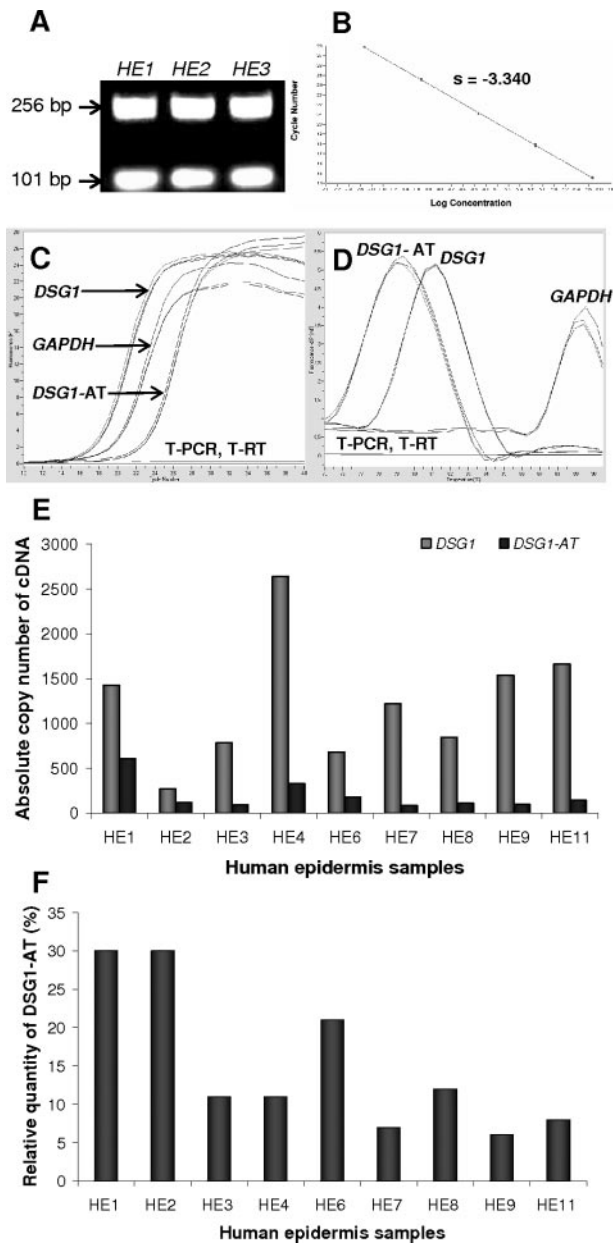 A
HE1 HE2 HE3
256 bp
101 bp
B
s = -3.340
Cycle Number
Log Concentration
C
DSG1
GAPDH
DSG1-AT
T-PCR, T-RT
Cycle Number
D
DSG1- AT
DSG1
GAPDH
T-PCR, T-RT
E
DSG1 DSG1-AT
Absolute copy number of cDNA
3000
2500
2000
1500
1000
500
0
HE1 HE2 HE3 HE4 HE6 HE7 HE8 HE9 HE11
Human epidermis samples
F
Relative quantity of DSG1-AT (%)
35
30
25
20
15
10
5
0
HE1 HE2 HE3 HE4 HE6 HE7 HE8 HE9 HE11
Human epidermis samples